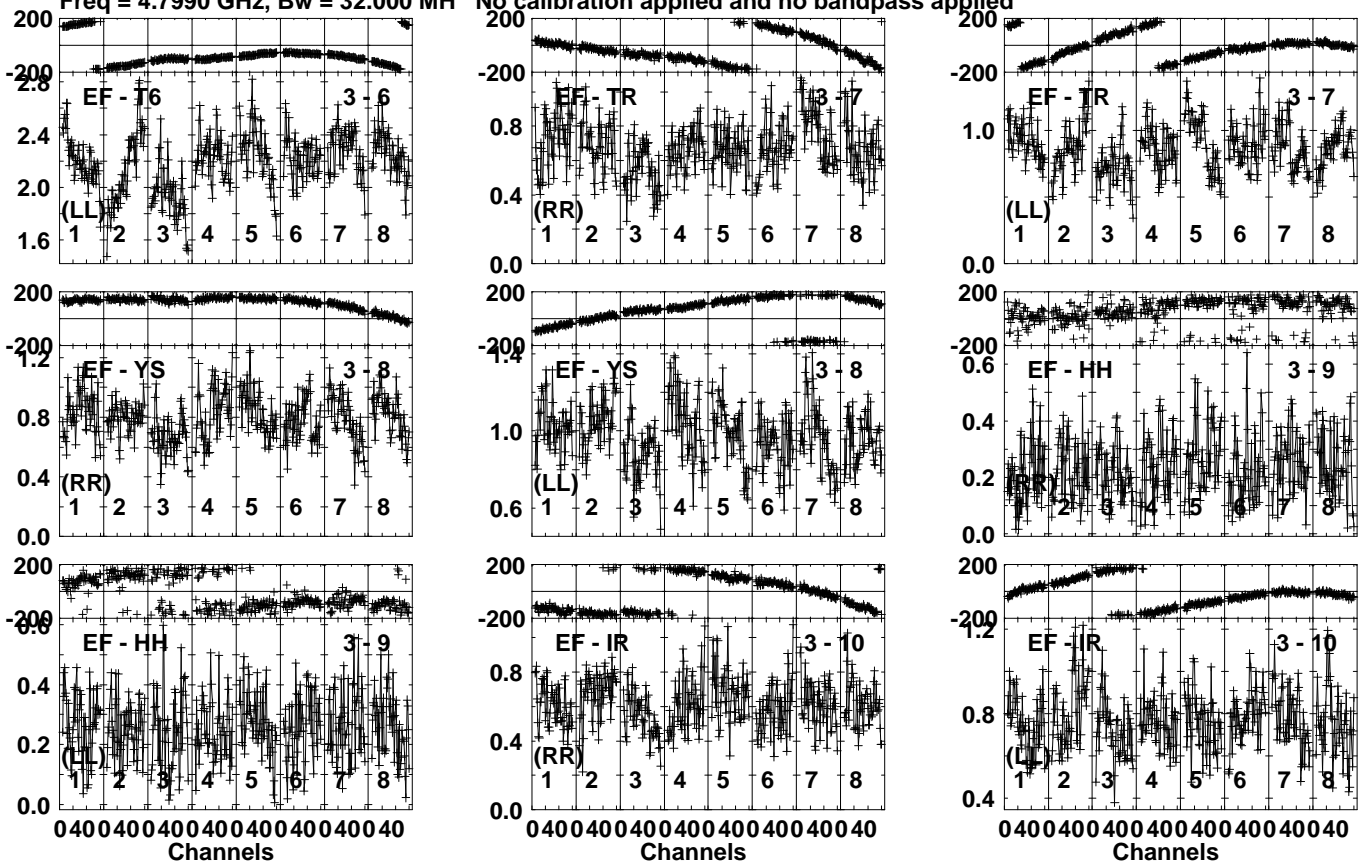 Freq = 4.7990 GHz, Bw = 32.000 MH No calibration applied and no bandpass applied
200
-200
2.8
2.4
2.0
1.6
EF - T6
3 - 6
(LL)
1 2 3 4 5 6 7 8
200
-200
0.8
0.4
0.0
EF - TR
3 - 7
(RR)
1 2 3 4 5 6 7 8
200
-200
1.0
0.0
EF - TR
3 - 7
(LL)
1 2 3 4 5 6 7 8
200
-200
1.2
0.8
0.4
0.0
EF - YS
3 - 8
(RR)
1 2 3 4 5 6 7 8
200
-200
1.4
1.0
0.6
EF - YS
3 - 8
(LL)
1 2 3 4 5 6 7 8
200
-200
0.6
0.4
0.2
0.0
EF - HH
3 - 9
(RR)
1 2 3 4 5 6 7 8
200
-200
0.6
0.4
0.2
0.0
EF - HH
3 - 9
(LL)
1 2 3 4 5 6 7 8
0 40 0 40 0 40 0 40 0 40 0 40 0 40 0 40
Channels
200
-200
0.8
0.4
0.0
EF - IR
3 - 10
(RR)
1 2 3 4 5 6 7 8
0 40 0 40 0 40 0 40 0 40 0 40 0 40 0 40
Channels
200
-200
1.2
0.8
0.4
EF - IR
3 - 10
(LL)
1 2 3 4 5 6 7 8
0 40 0 40 0 40 0 40 0 40 0 40 0 40 0 40
Channels